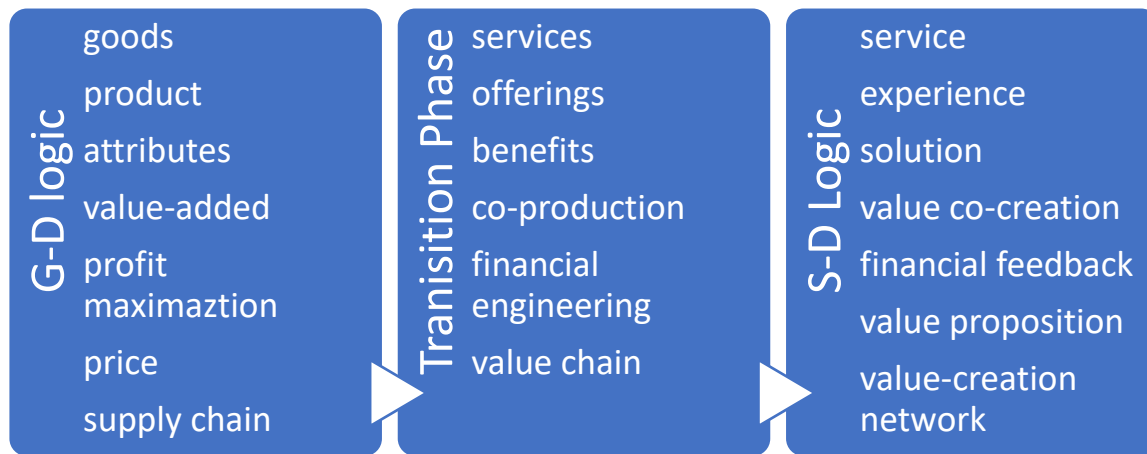 G-D logic
goods
product
attributes
value-added
profit
maximaztion
price
supply chain
Tranisition Phase
services
offerings
benefits
co-production
financial
engineering
value chain
S-D Logic
service
experience
solution
value co-creation
financial feedback
value proposition
value-creation
network